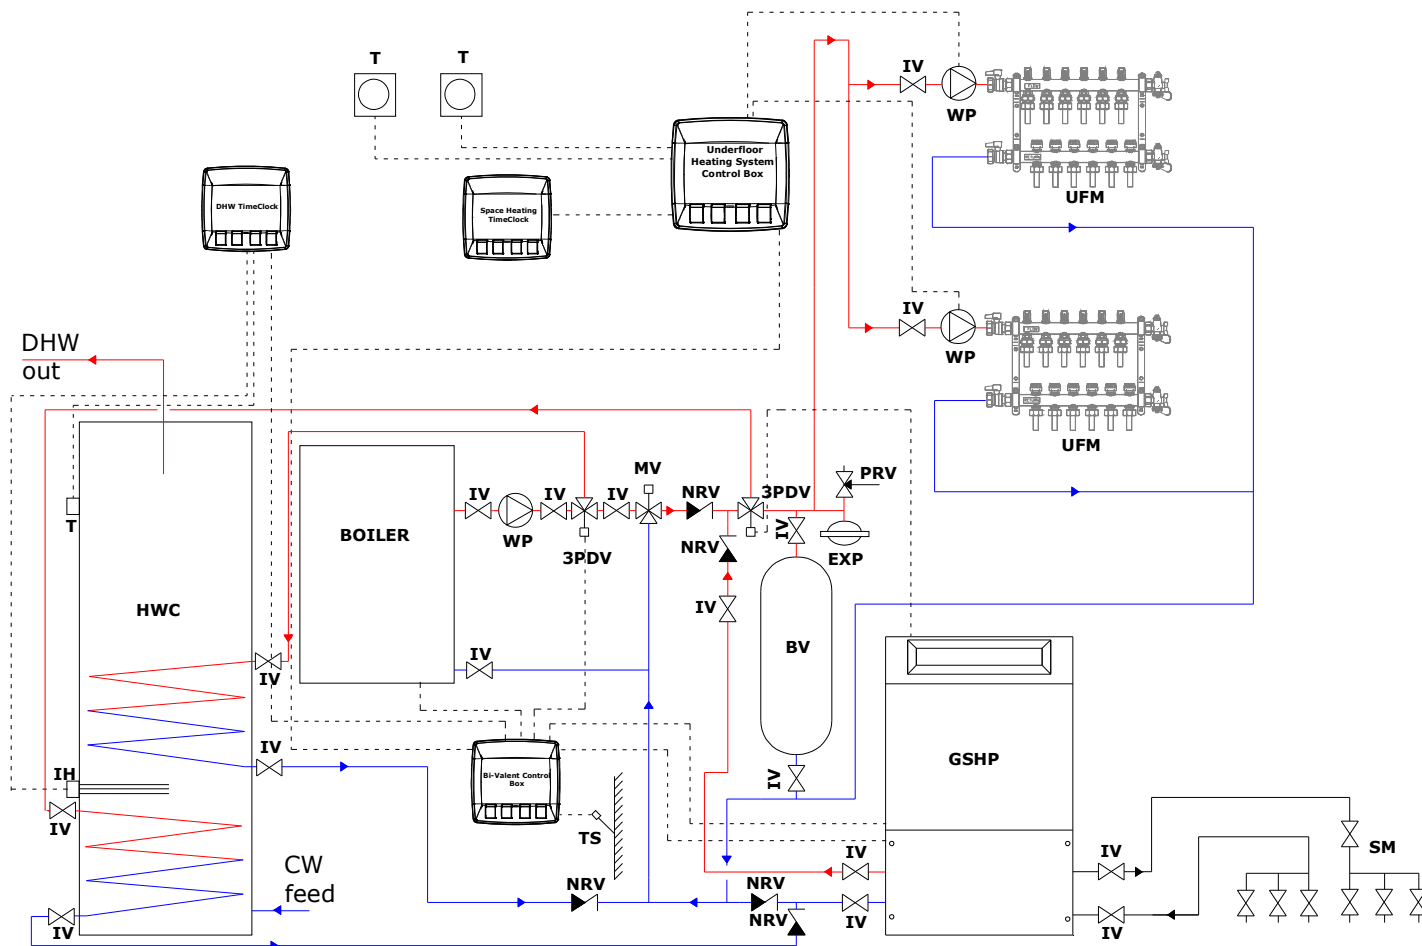 T
T
IV
WP
Underfloor
Heating System
Control Box
UFM
DHW TimeClock
Space Heating
TimeClock
IV
WP
UFM
DHW
out
MV
PRV
IV
IV
IV
NRV
3PDV
T
WP
3PDV
BOILER
NRV
IV
EXP
HWC
IV
BV
IV
IV
IV
GSHP
IH
Bi-Valent Control
Box
IV
IV
TS
SM
IV
IV
CW
feed
NRV
NRV
NRV
IV
IV
IV